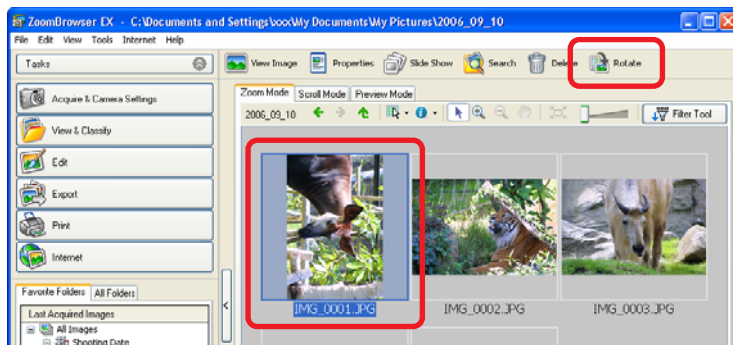 ZoomBrowser EX - C:\Documents and Settings\xxx\My Documents\My Pictures\2006_09_10
File Edit View Tools Internet Help
Tasks
View Image Properties Slide Show Search Delete Rotate
Acquire & Camera Settings
View & Classify
Edit
Export
Print
Internet
Zoom Mode Scroll Mode Preview Mode
2006_09_10
Filter Tool
IMG_0001.JPG IMG_0002.JPG IMG_0003.JPG
Favorite Folders All Folders
Last Acquired Images
All Images
Shooting Date